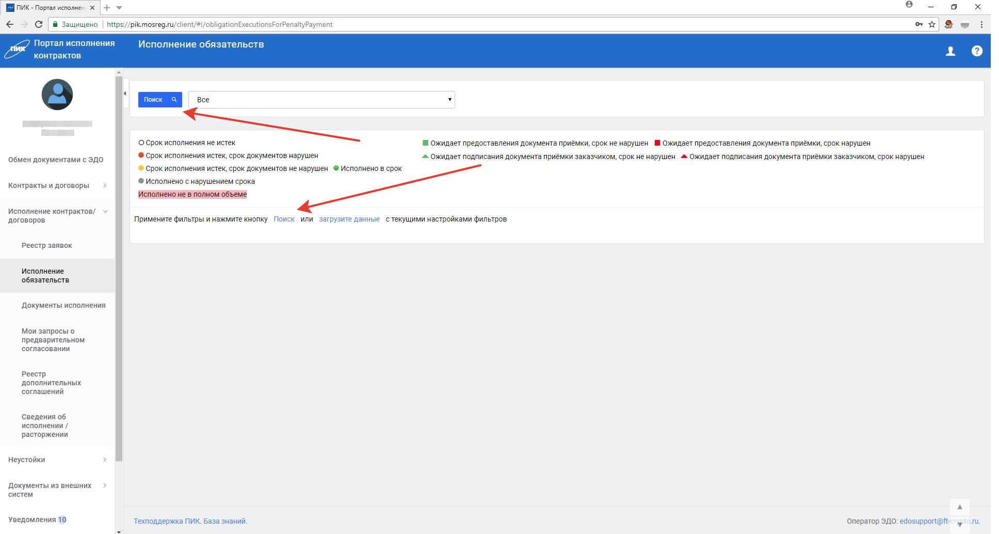 ПИК - Портал исполнен
Защищено
https://pik.mosreg.ru/client/#!/obligationExecutionsForPenaltyPayment
ПИК
Портал исполнения
контрактов
Исполнение обязательств
?
Обмен документами с ЭДО
Контракты и договоры
Исполнение контрактов/
договоров
Реестр заявок
Исполнение
обязательств
Документы исполнения
Мои запросы о
предварительном
согласовании
Реестр
дополнительных
соглашений
Сведения об
исполнении /
расторжении
Неустойки
Документы из внешних
систем
Уведомления 10
Поиск
Все
Срок исполнения не истек
Срок исполнения истек, срок документов нарушен
Срок исполнения истек, срок документов не нарушен Исполнено в срок
Исполнено с нарушением срока
Исполнено не в полном объеме
Ожидает предоставления документа приёмки, срок не нарушен Ожидает предоставления документа приёмки, срок нарушен
Ожидает подписания документа приёмки заказчиком, срок не нарушен Ожидает подписания документа приёмки заказчиком, срок нарушен
Примените фильтры и нажмите кнопку Поиск или загрузите данные с текущими настройками фильтров
Техподдержка ПИК. База знаний.
Оператор ЭДО: edosupport@ft-crypto.ru.